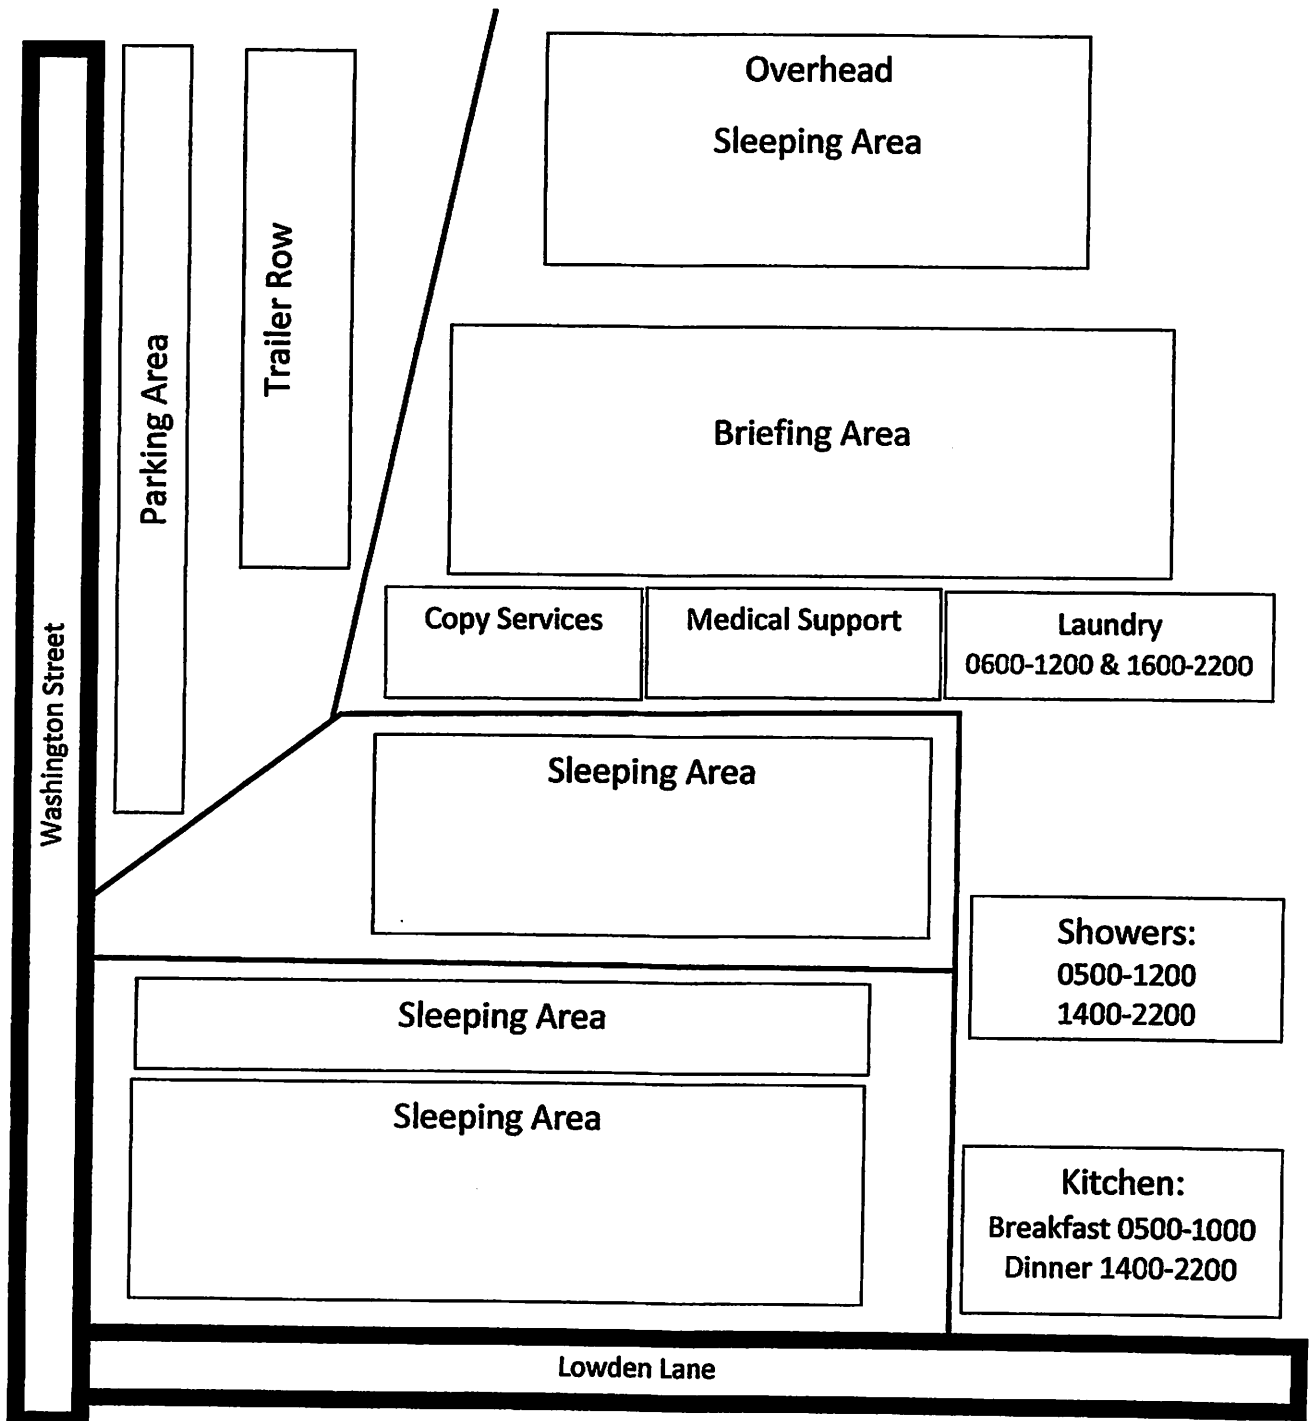 Overhead
Sleeping Area
Trailer Row
Parking Area
Briefing Area
Copy Services
Medical Support
Laundry
0600-1200 & 1600-2200
Washington Street
Sleeping Area
Showers:
0500-1200
1400-2200
Sleeping Area
Sleeping Area
Kitchen:
Breakfast 0500-1000
Dinner 1400-2200
Lowden Lane